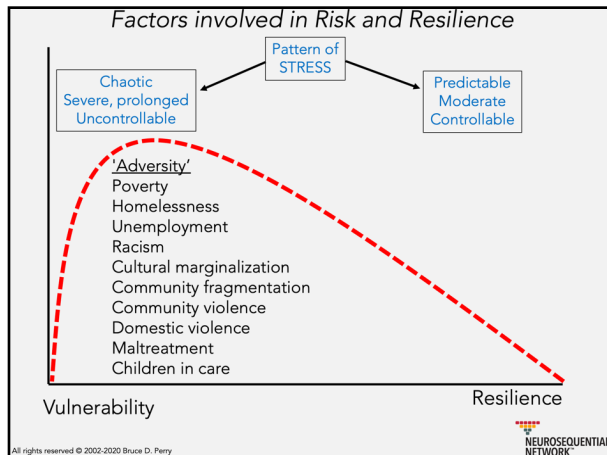 Factors involved in Risk and Resilience
Pattern of
STRESS
Chaotic
Severe, prolonged
Uncontrollable
Predictable
Moderate
Controllable
'Adversity’
Poverty
Homelessness
Unemployment
Racism
Cultural marginalization
Community fragmentation
Community violence
Domestic violence
Maltreatment
Children in care
Vulnerability
Resilience
All rights reserved © 2002-2020 Bruce D. Perry
NEUROSEQUENTIAL
NETWORK™